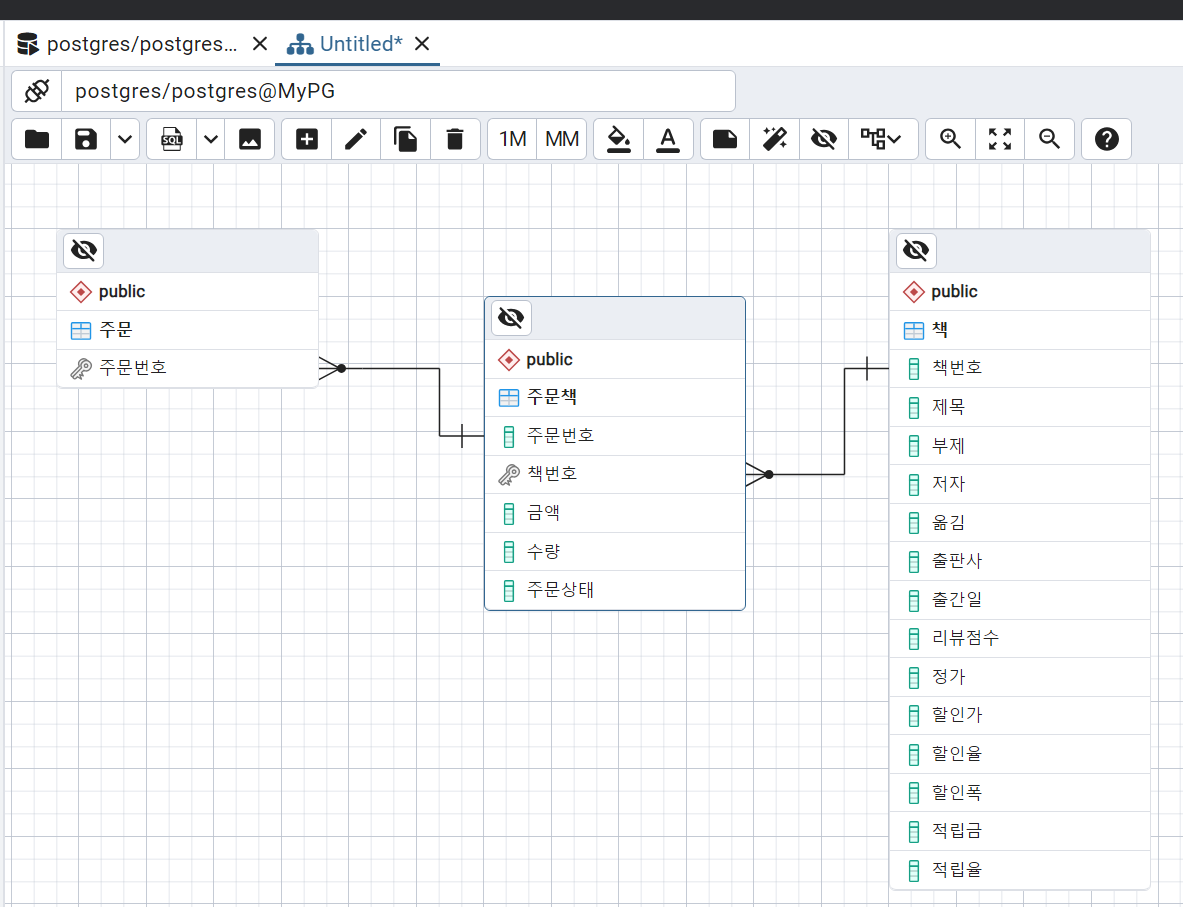 postgres/postgres...
Untitled*
postgres/postgres@MyPG
SQL
1M
MM
A
?
public
주문
주문번호
public
주문책
주문번호
책번호
금액
수량
주문상태
public
책
책번호
제목
부제
저자
옮김
출판사
출간일
리뷰점수
정가
할인가
할인율
할인폭
적립금
적립율